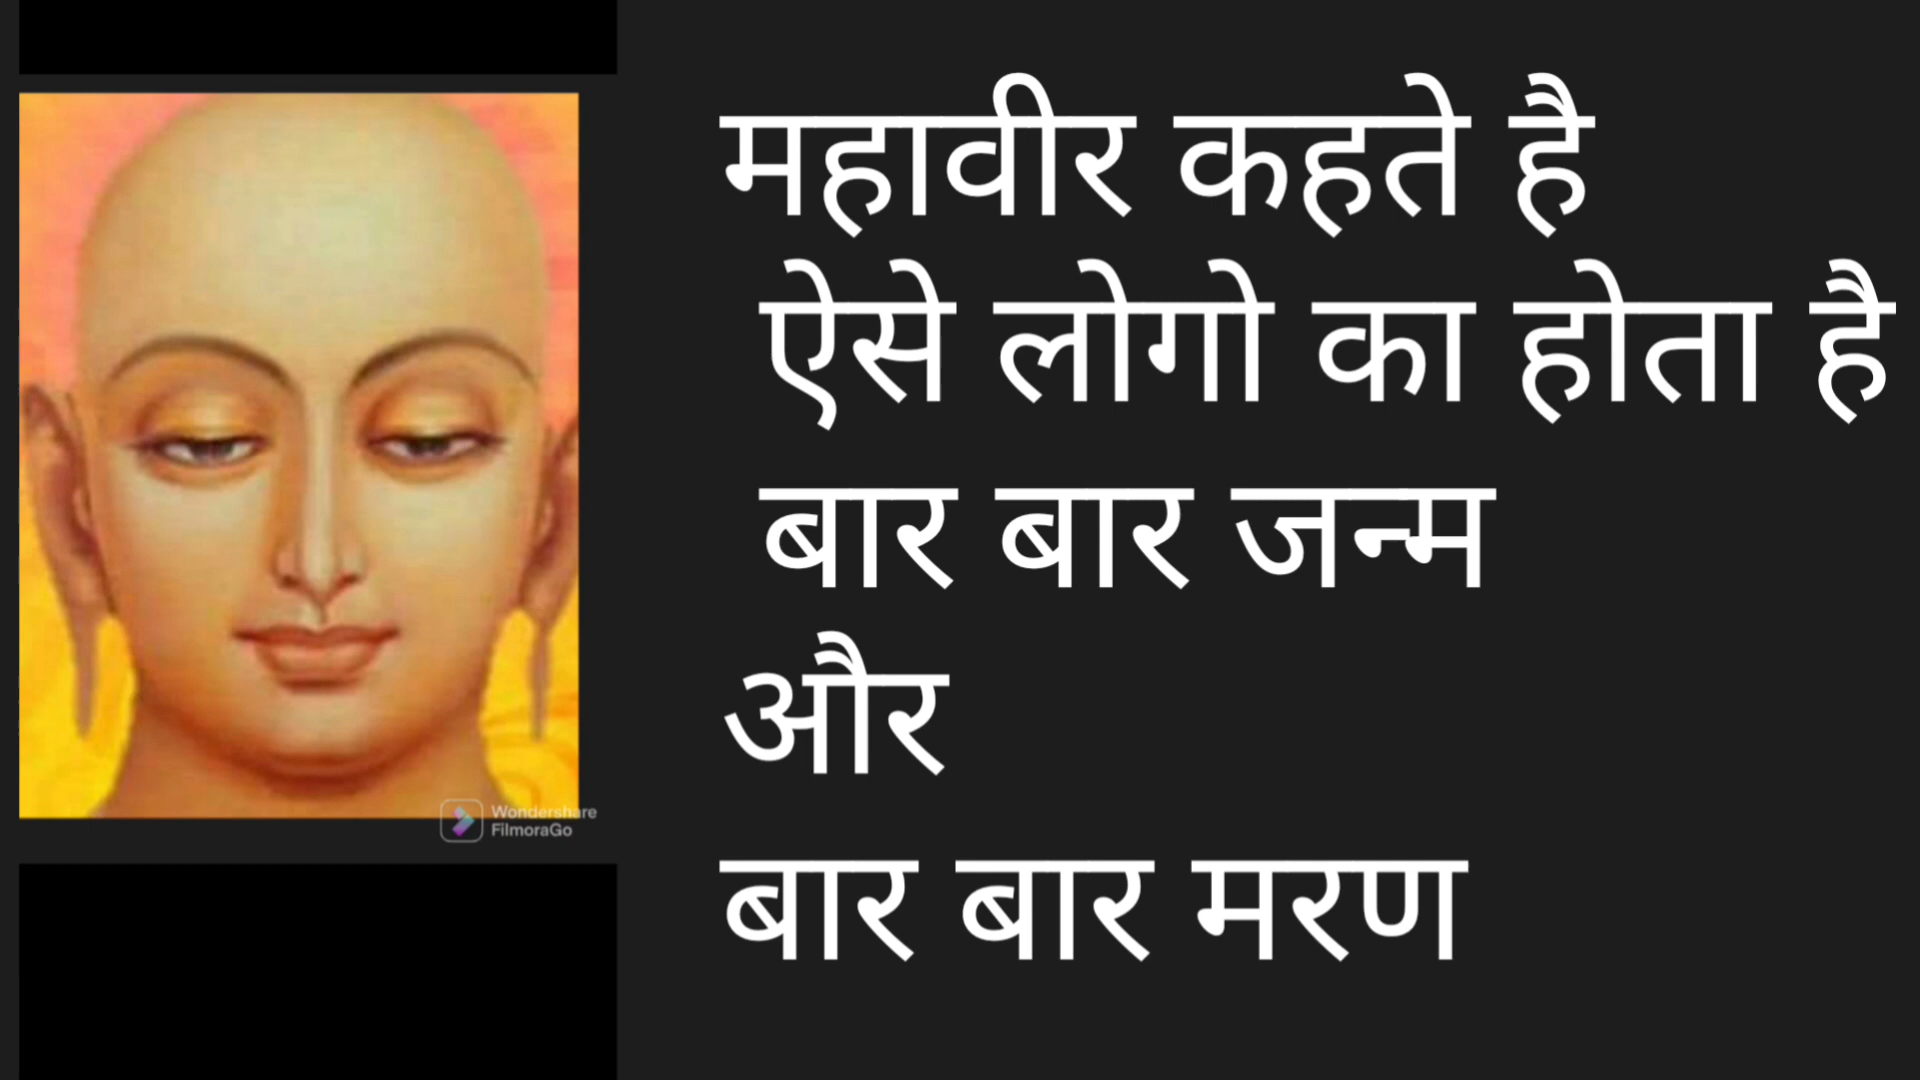 महावीर कहते है
ऐसे लोगो का होता है
बार बार जन्म
और
बार बार मरण
Wondershare
FilmoraGo